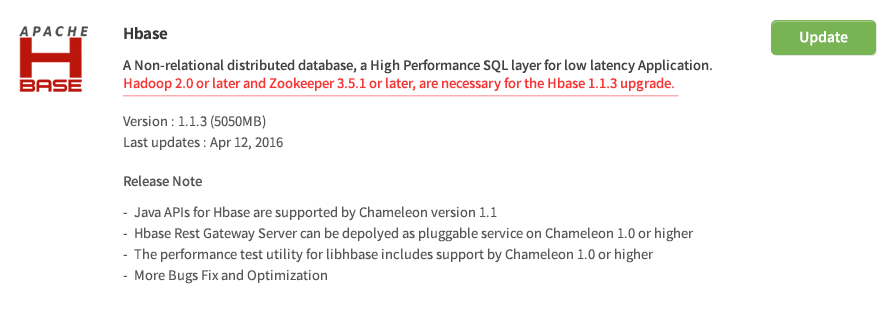 APACHE
H
BASE
Hbase
Update
A Non-relational distributed database, a High Performance SQL layer for low latency Application.
Hadoop 2.0 or later and Zookeeper 3.5.1 or later, are necessary for the Hbase 1.1.3 upgrade.
Version : 1.1.3 (5050MB)
Last updates : Apr 12, 2016
Release Note
- Java APIs for Hbase are supported by Chameleon version 1.1
- Hbase Rest Gateway Server can be depolyed as pluggable service on Chameleon 1.0 or higher
- The performance test utility for libhbase includes support by Chameleon 1.0 or higher
- More Bugs Fix and Optimization